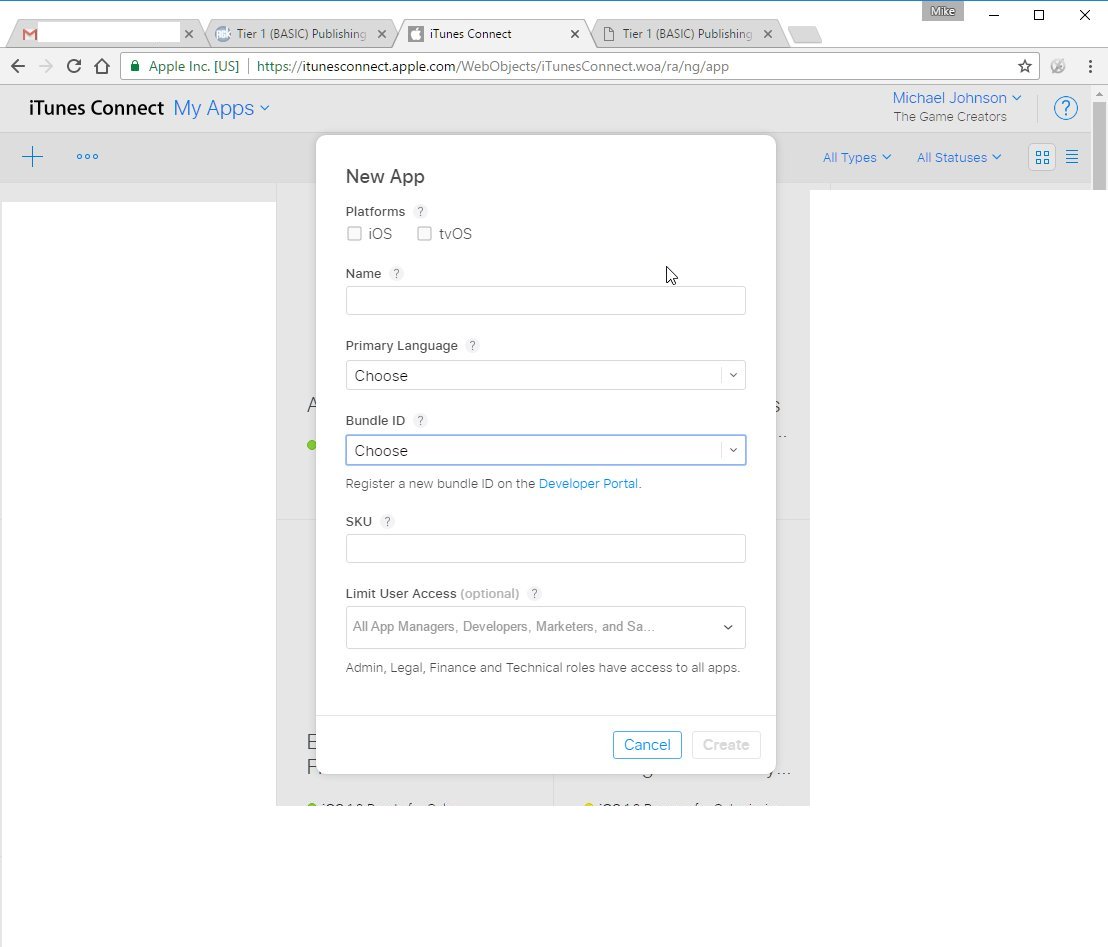 Mike
Tier 1 (BASIC) Publishing
iTunes Connect
Tier 1 (BASIC) Publishing
Apple Inc. [US]
https://itunesconnect.apple.com/WebObjects/iTunesConnect.woa/ra/ng/app
iTunes Connect My Apps
Michael Johnson
The Game Creators
?
All Types
All Statuses
New App
Platforms ?
iOS tvOS
Name ?
Primary Language ?
Choose
Bundle ID ?
Choose
Register a new bundle ID on the Developer Portal.
SKU ?
Limit User Access (optional) ?
All App Managers, Developers, Marketers, and Sa...
Admin, Legal, Finance and Technical roles have access to all apps.
Cancel Create